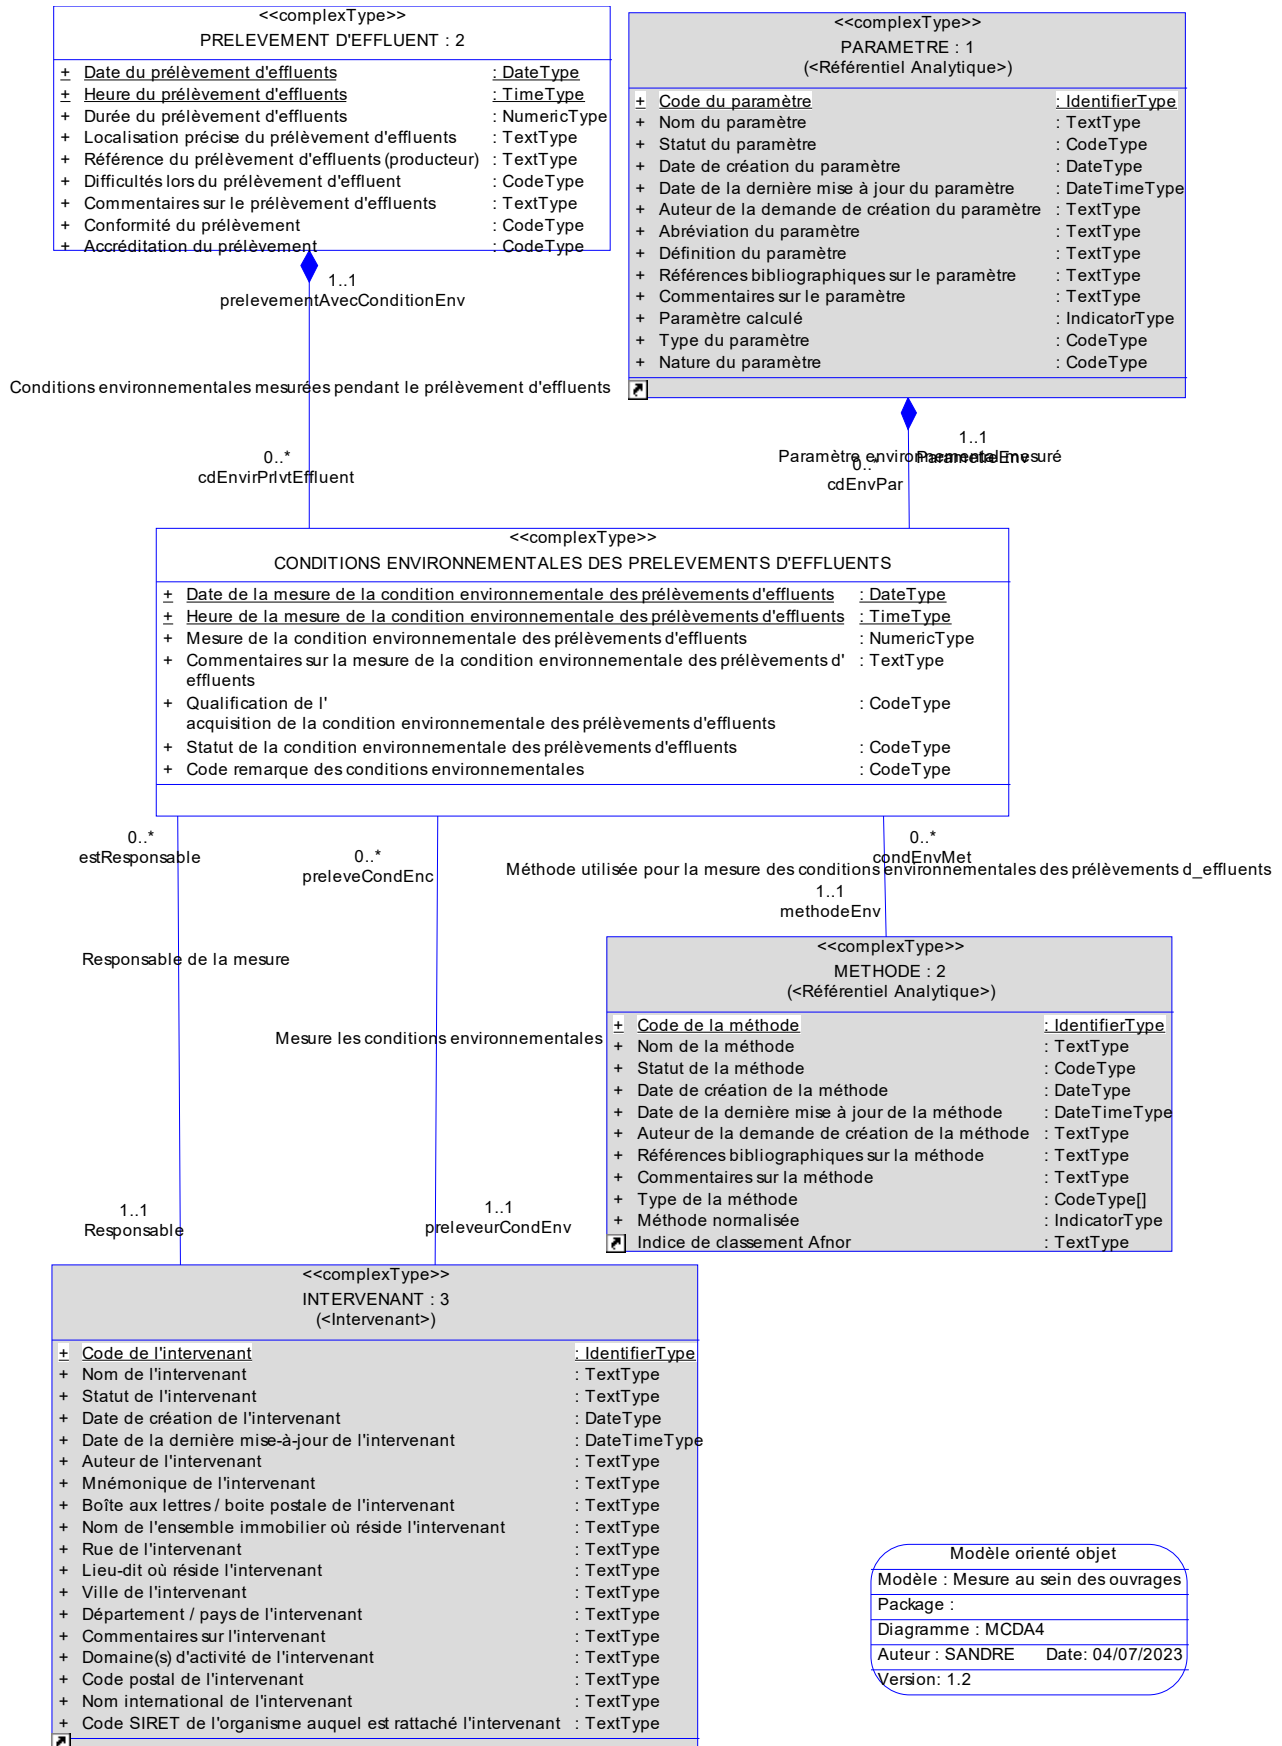 <<complexType>>
PRELEVEMENT D'EFFLUENT : 2
+ Date du prélèvement d'effluents : DateType
+ Heure du prélèvement d'effluents : TimeType
+ Durée du prélèvement d'effluents : NumericType
+ Localisation précise du prélèvement d'effluents : TextType
+ Référence du prélèvement d'effluents (producteur) : TextType
+ Difficultés lors du prélèvement d'effluent : CodeType
+ Commentaires sur le prélèvement d'effluents : TextType
+ Conformité du prélèvement : CodeType
+ Accréditation du prélèvement : CodeType
<<complexType>>
PARAMETRE : 1
(<Référentiel Analytique>)
+ Code du paramètre : IdentifierType
+ Nom du paramètre : TextType
+ Statut du paramètre : CodeType
+ Date de création du paramètre : DateType
+ Date de la dernière mise à jour du paramètre : DateTimeType
+ Auteur de la demande de création du paramètre : TextType
+ Abréviation du paramètre : TextType
+ Définition du paramètre : TextType
+ Références bibliographiques sur le paramètre : TextType
+ Commentaires sur le paramètre : TextType
+ Paramètre calculé : IndicatorType
+ Type du paramètre : CodeType
+ Nature du paramètre : CodeType
1..1
prelevementAvecConditionEnv
Conditions environnementales mesurées pendant le prélèvement d'effluents
0..*
cdEnvirPrlvtEffluent
1..1
ParametreEnv
Paramètre environnemental mesuré
0..*
cdEnvPar
<<complexType>>
CONDITIONS ENVIRONNEMENTALES DES PRELEVEMENTS D'EFFLUENTS
+ Date de la mesure de la condition environnementale des prélèvements d'effluents : DateType
+ Heure de la mesure de la condition environnementale des prélèvements d'effluents : TimeType
+ Mesure de la condition environnementale des prélèvements d'effluents : NumericType
+ Commentaires sur la mesure de la condition environnementale des prélèvements d' : TextType
effluents
+ Qualification de l' : CodeType
acquisition de la condition environnementale des prélèvements d'effluents
+ Statut de la condition environnementale des prélèvements d'effluents : CodeType
+ Code remarque des conditions environnementales : CodeType
0..*
estResponsable
0..*
preleveCondEnc
0..*
condEnvMet
Méthode utilisée pour la mesure des conditions environnementales des prélèvements d_effluents
1..1
methodeEnv
Responsable de la mesure
Mesure les conditions environnementales
1..1
Responsable
1..1
preleveurCondEnv
<<complexType>>
METHODE : 2
(<Référentiel Analytique>)
+ Code de la méthode : IdentifierType
+ Nom de la méthode : TextType
+ Statut de la méthode : CodeType
+ Date de création de la méthode : DateType
+ Date de la dernière mise à jour de la méthode : DateTimeType
+ Auteur de la demande de création de la méthode : TextType
+ Références bibliographiques sur la méthode : TextType
+ Commentaires sur la méthode : TextType
+ Type de la méthode : CodeType[]
+ Méthode normalisée : IndicatorType
Indice de classement Afnor : TextType
<<complexType>>
INTERVENANT : 3
(<Intervenant>)
+ Code de l'intervenant : IdentifierType
+ Nom de l'intervenant : TextType
+ Statut de l'intervenant : TextType
+ Date de création de l'intervenant : DateType
+ Date de la dernière mise-à-jour de l'intervenant : DateTimeType
+ Auteur de l'intervenant : TextType
+ Mnémonique de l'intervenant : TextType
+ Boîte aux lettres / boite postale de l'intervenant : TextType
+ Nom de l'ensemble immobilier où réside l'intervenant : TextType
+ Rue de l'intervenant : TextType
+ Lieu-dit où réside l'intervenant : TextType
+ Ville de l'intervenant : TextType
+ Département / pays de l'intervenant : TextType
+ Commentaires sur l'intervenant : TextType
+ Domaine(s) d'activité de l'intervenant : TextType
+ Code postal de l'intervenant : TextType
+ Nom international de l'intervenant : TextType
+ Code SIRET de l'organisme auquel est rattaché l'intervenant : TextType
Modèle orienté objet
Modèle : Mesure au sein des ouvrages
Package :
Diagramme : MCDA4
Auteur : SANDRE Date: 04/07/2023
Version: 1.2